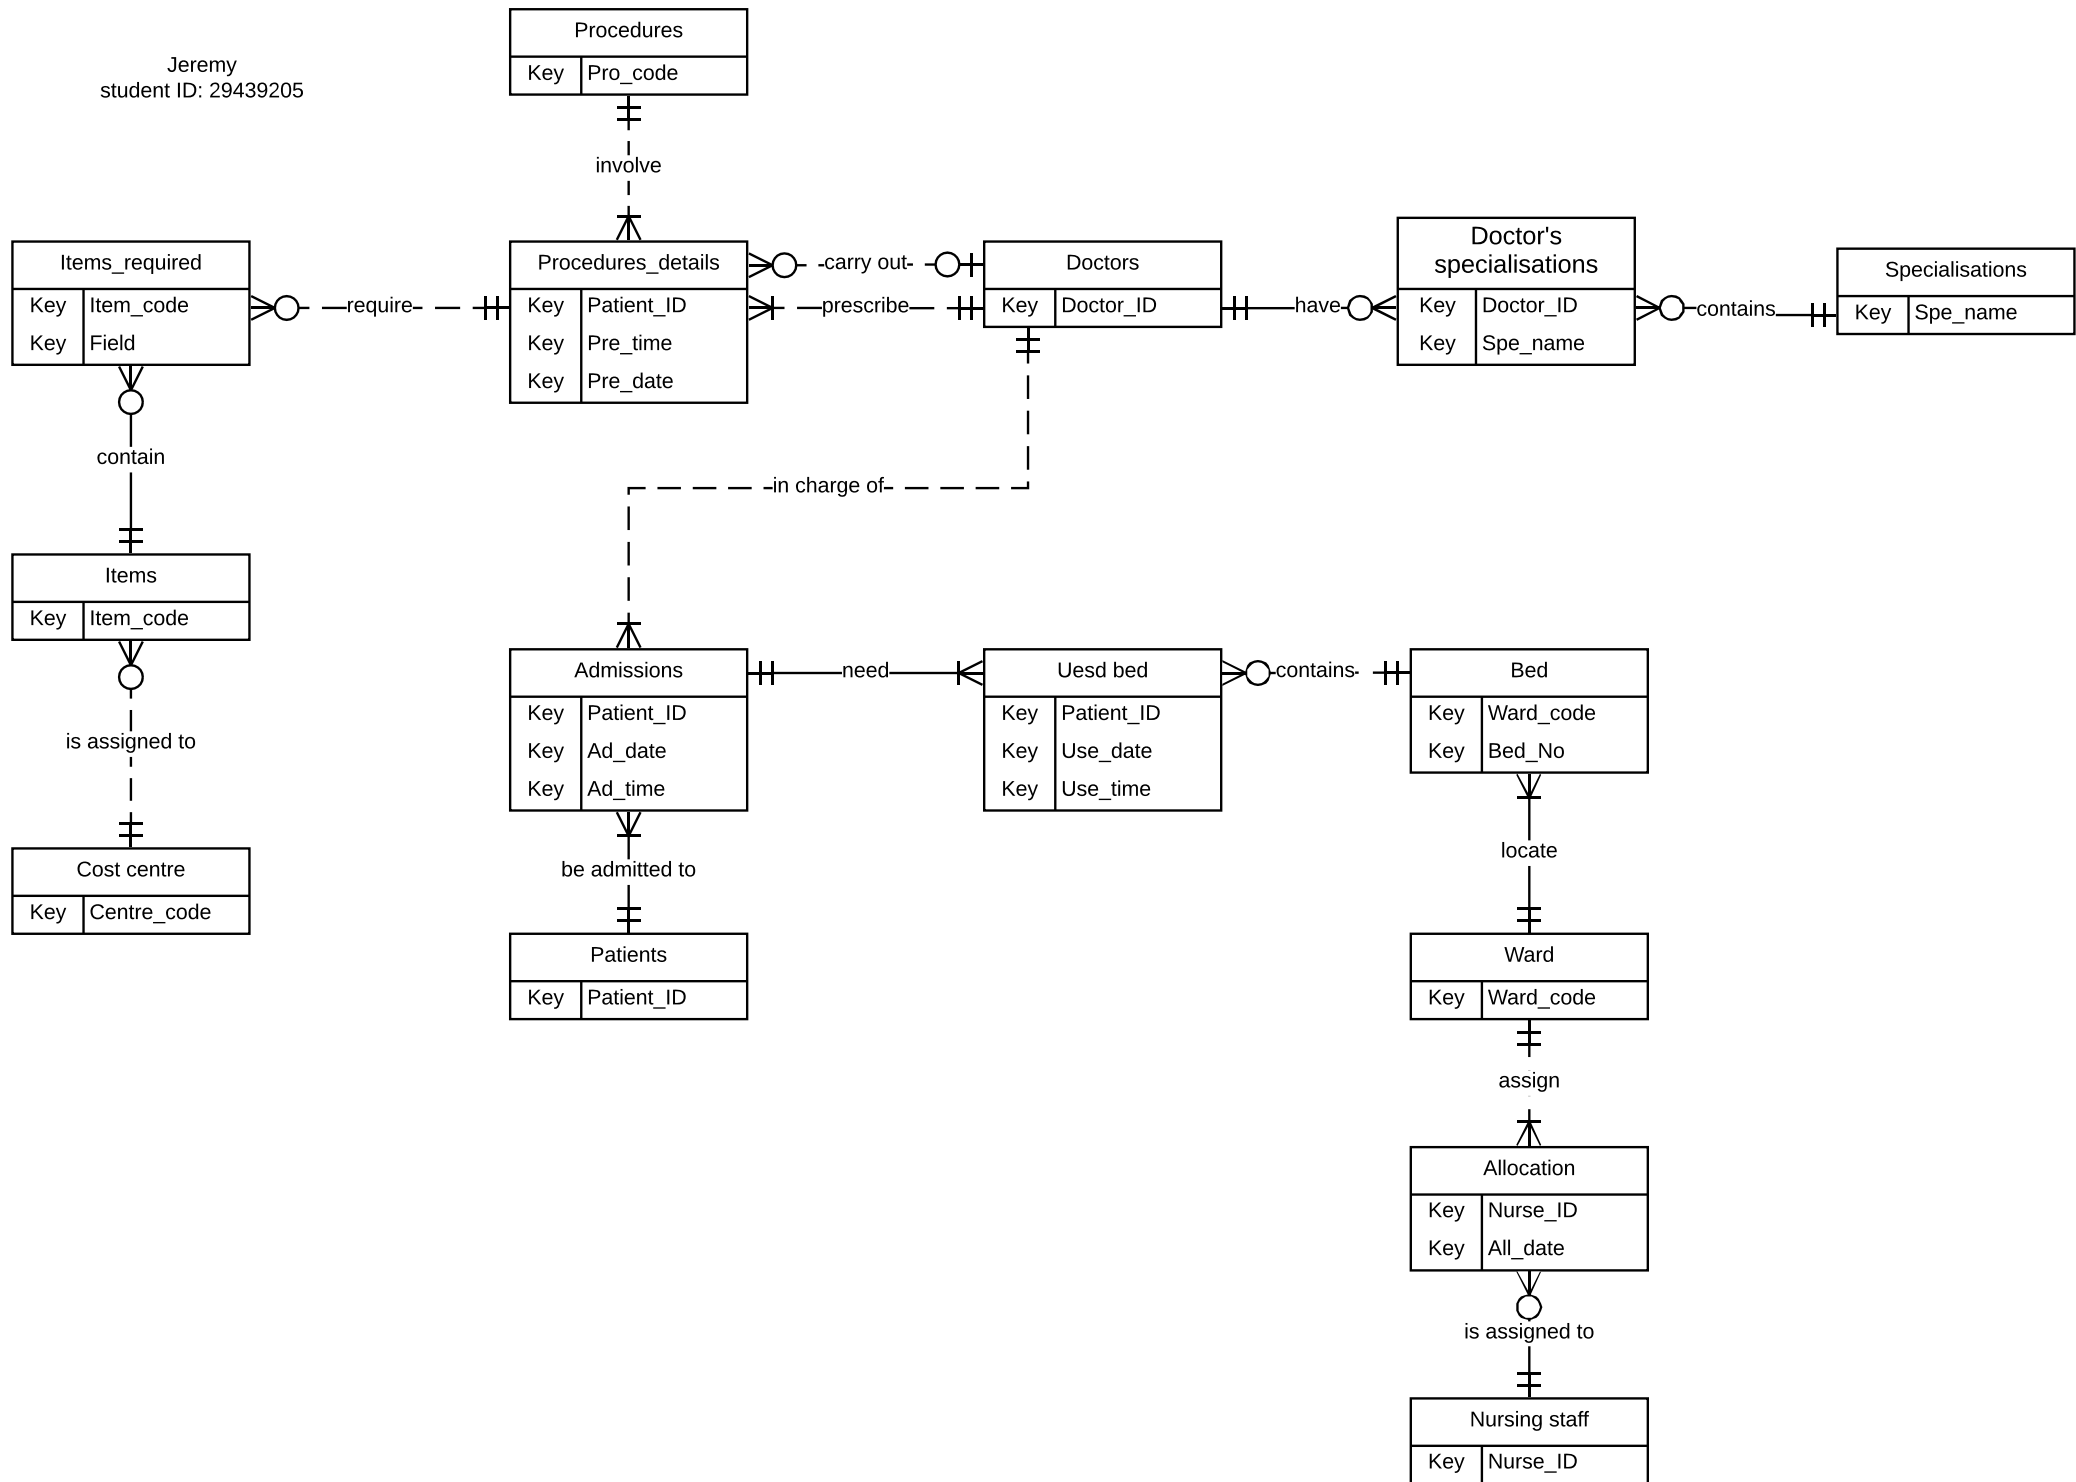 Procedures
Key Pro_code
Jeremy
student ID: 29439205
involve
Items_required
Key Item_code
Key Field
require
Procedures_details
Key Patient_ID
Key Pre_time
Key Pre_date
carry out
prescribe
Doctors
Key Doctor_ID
have
Doctor's
specialisations
Key Doctor_ID
Key Spe_name
contains
Specialisations
Key Spe_name
contain
in charge of
Items
Key Item_code
is assigned to
Cost centre
Key Centre_code
Admissions
Key Patient_ID
Key Ad_date
Key Ad_time
need
Uesd bed
Key Patient_ID
Key Use_date
Key Use_time
contains
Bed
Key Ward_code
Key Bed_No
be admitted to
locate
Patients
Key Patient_ID
Ward
Key Ward_code
assign
Allocation
Key Nurse_ID
Key All_date
is assigned to
Nursing staff
Key Nurse_ID